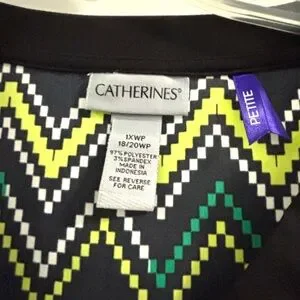 CATHERINES®
PETITE
1XWP
18/20WP
97% POLYESTER
3% SPANDEX
MADE IN
INDONESIA
SEE REVERSE
FOR CARE